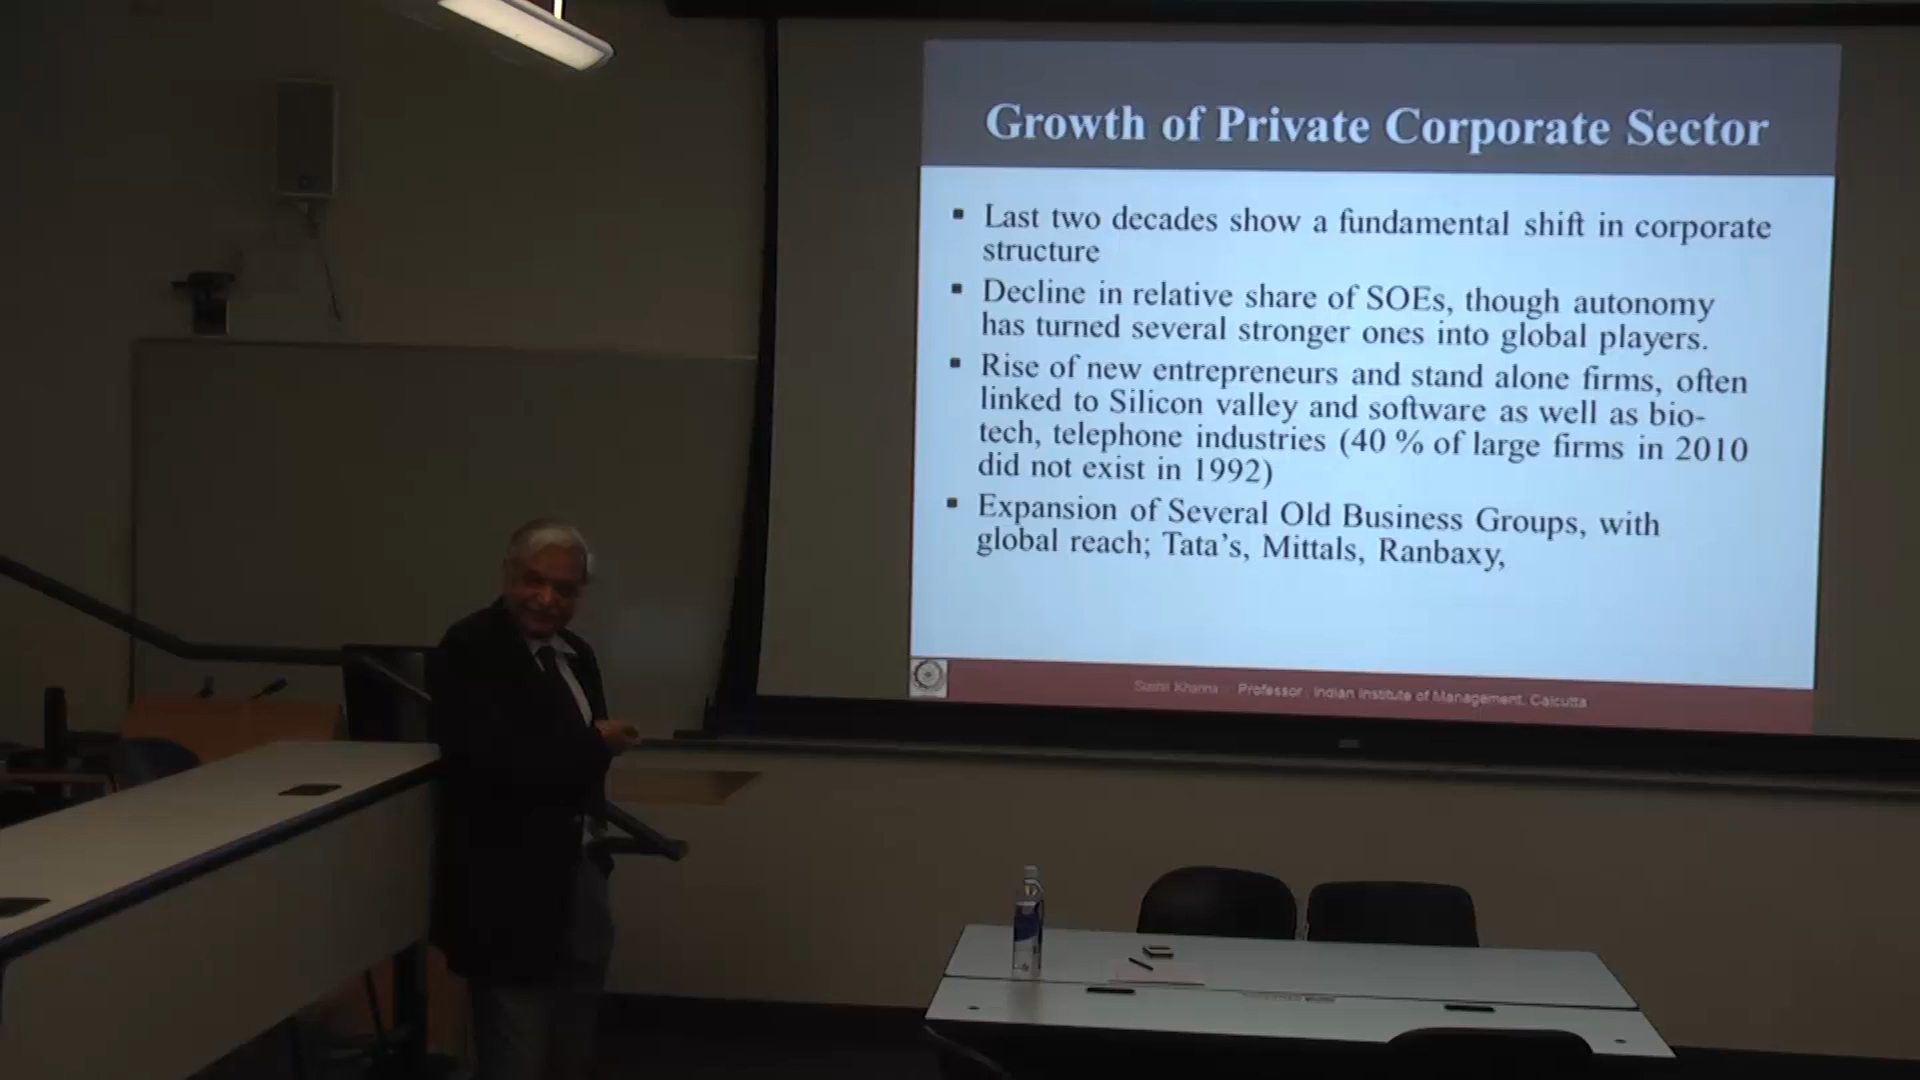 Growth of Private Corporate Sector
▪ Last two decades show a fundamental shift in corporate
structure
▪ Decline in relative share of SOEs, though autonomy
has turned several stronger ones into global players.
▪ Rise of new entrepreneurs and stand alone firms, often
linked to Silicon valley and software as well as bio-
tech, telephone industries (40 % of large firms in 2010
did not exist in 1992)
▪ Expansion of Several Old Business Groups, with
global reach; Tata's, Mittals, Ranbaxy,
Sushil Khanna : Professor : Indian Institute of Management, Calcutta